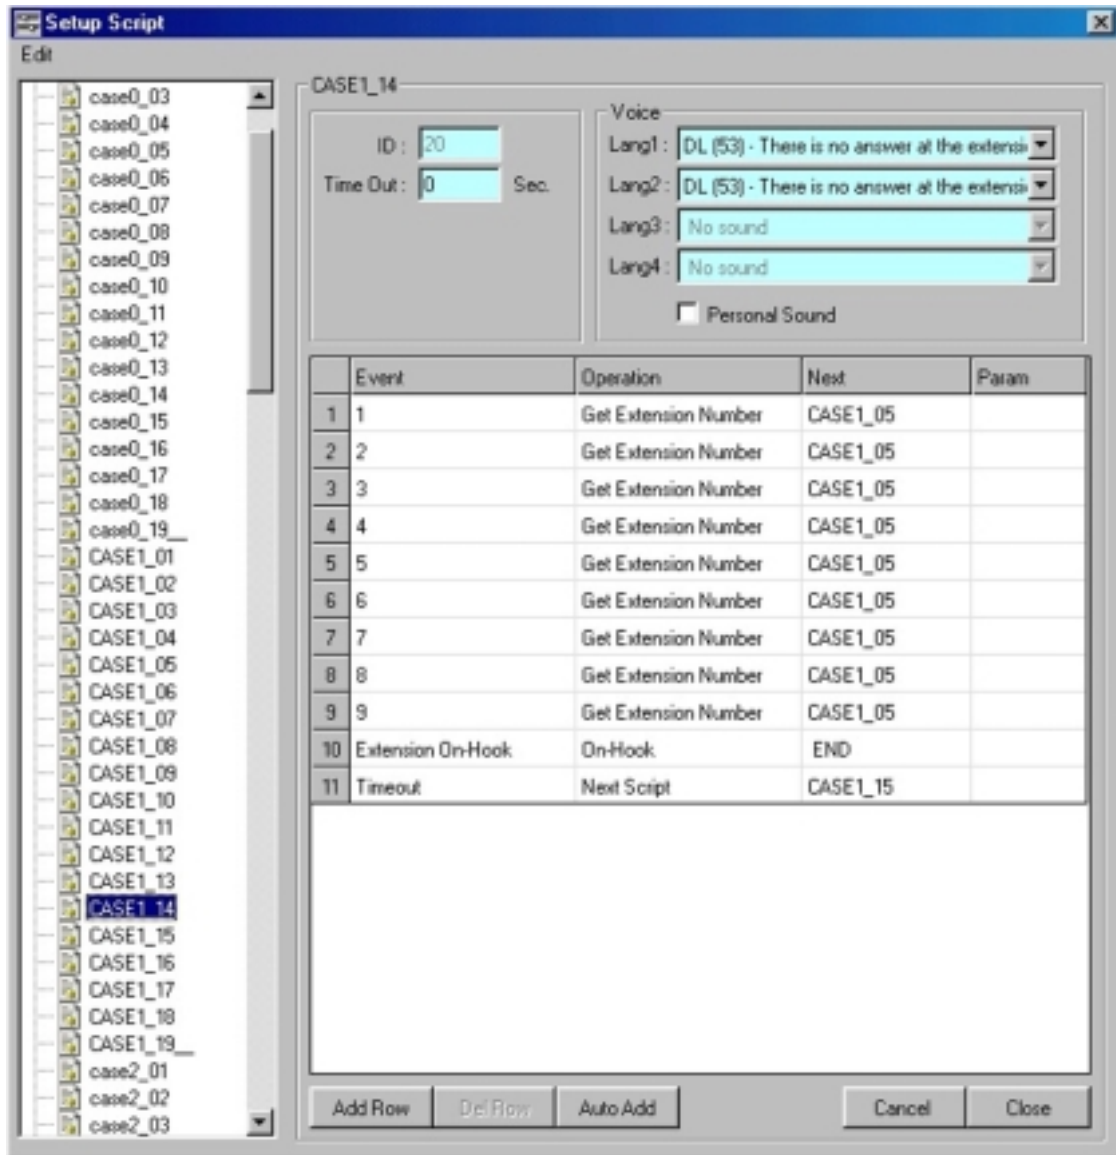 Setup Script
Edit
case0_03
case0_04
case0_05
case0_06
case0_07
case0_08
case0_09
case0_10
case0_11
case0_12
case0_13
case0_14
case0_15
case0_16
case0_17
case0_18
case0_19__
CASE1_01
CASE1_02
CASE1_03
CASE1_04
CASE1_05
CASE1_06
CASE1_07
CASE1_08
CASE1_09
CASE1_10
CASE1_11
CASE1_12
CASE1_13
CASE1_14
CASE1_15
CASE1_16
CASE1_17
CASE1_18
CASE1_19__
case2_01
case2_02
case2_03
CASE1_14
ID : 20
Time Out : 0 Sec.
Voice
Lang1 : DL (53) - There is no answer at the extensi
Lang2 : DL (53) - There is no answer at the extensi
Lang3 : No sound
Lang4 : No sound
Personal Sound
Event Operation Next Param
1 1 Get Extension Number CASE1_05
2 2 Get Extension Number CASE1_05
3 3 Get Extension Number CASE1_05
4 4 Get Extension Number CASE1_05
5 5 Get Extension Number CASE1_05
6 6 Get Extension Number CASE1_05
7 7 Get Extension Number CASE1_05
8 8 Get Extension Number CASE1_05
9 9 Get Extension Number CASE1_05
10 Extension On-Hook On-Hook END
11 Timeout Next Script CASE1_15
Add Row Del Row Auto Add Cancel Close